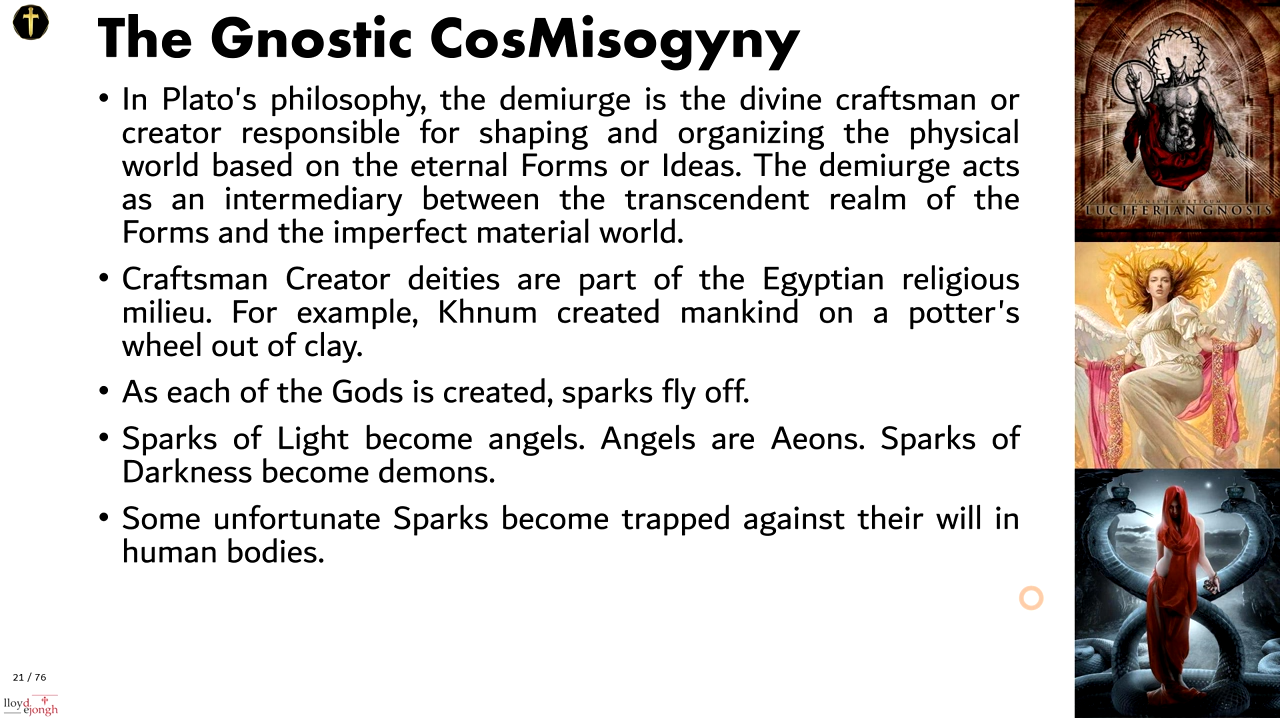 The Gnostic CosMisogyny
• In Plato's philosophy, the demiurge is the divine craftsman or
creator responsible for shaping and organizing the physical
world based on the eternal Forms or Ideas. The demiurge acts
as an intermediary between the transcendent realm of the
Forms and the imperfect material world.
• Craftsman Creator deities are part of the Egyptian religious
milieu. For example, Khnum created mankind on a potter's
wheel out of clay.
• As each of the Gods is created, sparks fly off.
• Sparks of Light become angels. Angels are Aeons. Sparks of
Darkness become demons.
• Some unfortunate Sparks become trapped against their will in
human bodies.
LUCIFERIAN GNOSIS
21 / 76
lloyd
ejongh